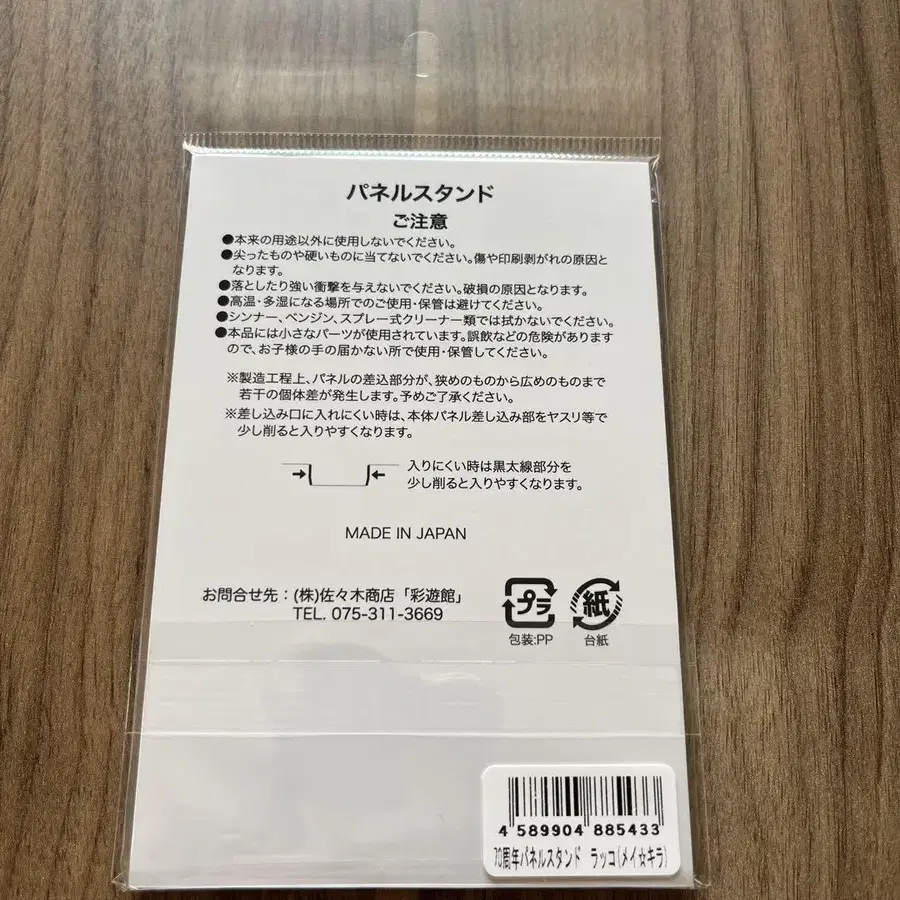 パネルスタンド
ご注意
●本来の用途以外に使用しないでください。
●尖ったものや硬いものに当てないでください。傷や印刷剥がれの原因と
なります。
●落としたり強い衝撃を与えないでください。破損の原因となります。
●高温・多湿になる場所でのご使用・保管は避けてください。
●シンナー、ベンジン、スプレー式クリーナー類では拭かないでください。
●本品には小さなパーツが使用されています。誤飲などの危険があります
ので、お子様の手の届かない所で使用・保管してください。
※製造工程上、パネルの差込部分が、狭めのものから広めのものまで
若干の個体差が発生します。予めご了承ください。
※差し込み口に入れにくい時は、本体パネル差し込み部をヤスリ等で
少し削ると入りやすくなります。
入りにくい時は黒太線部分を
少し削ると入りやすくなります。
MADE IN JAPAN
お問合せ先：(株)佐々木商店「彩遊館」
TEL. 075-311-3669
プラ
包装:PP
紙
台紙
4 589904 885433
70周年パネルスタンド ラッコ(メイ☆キラ)